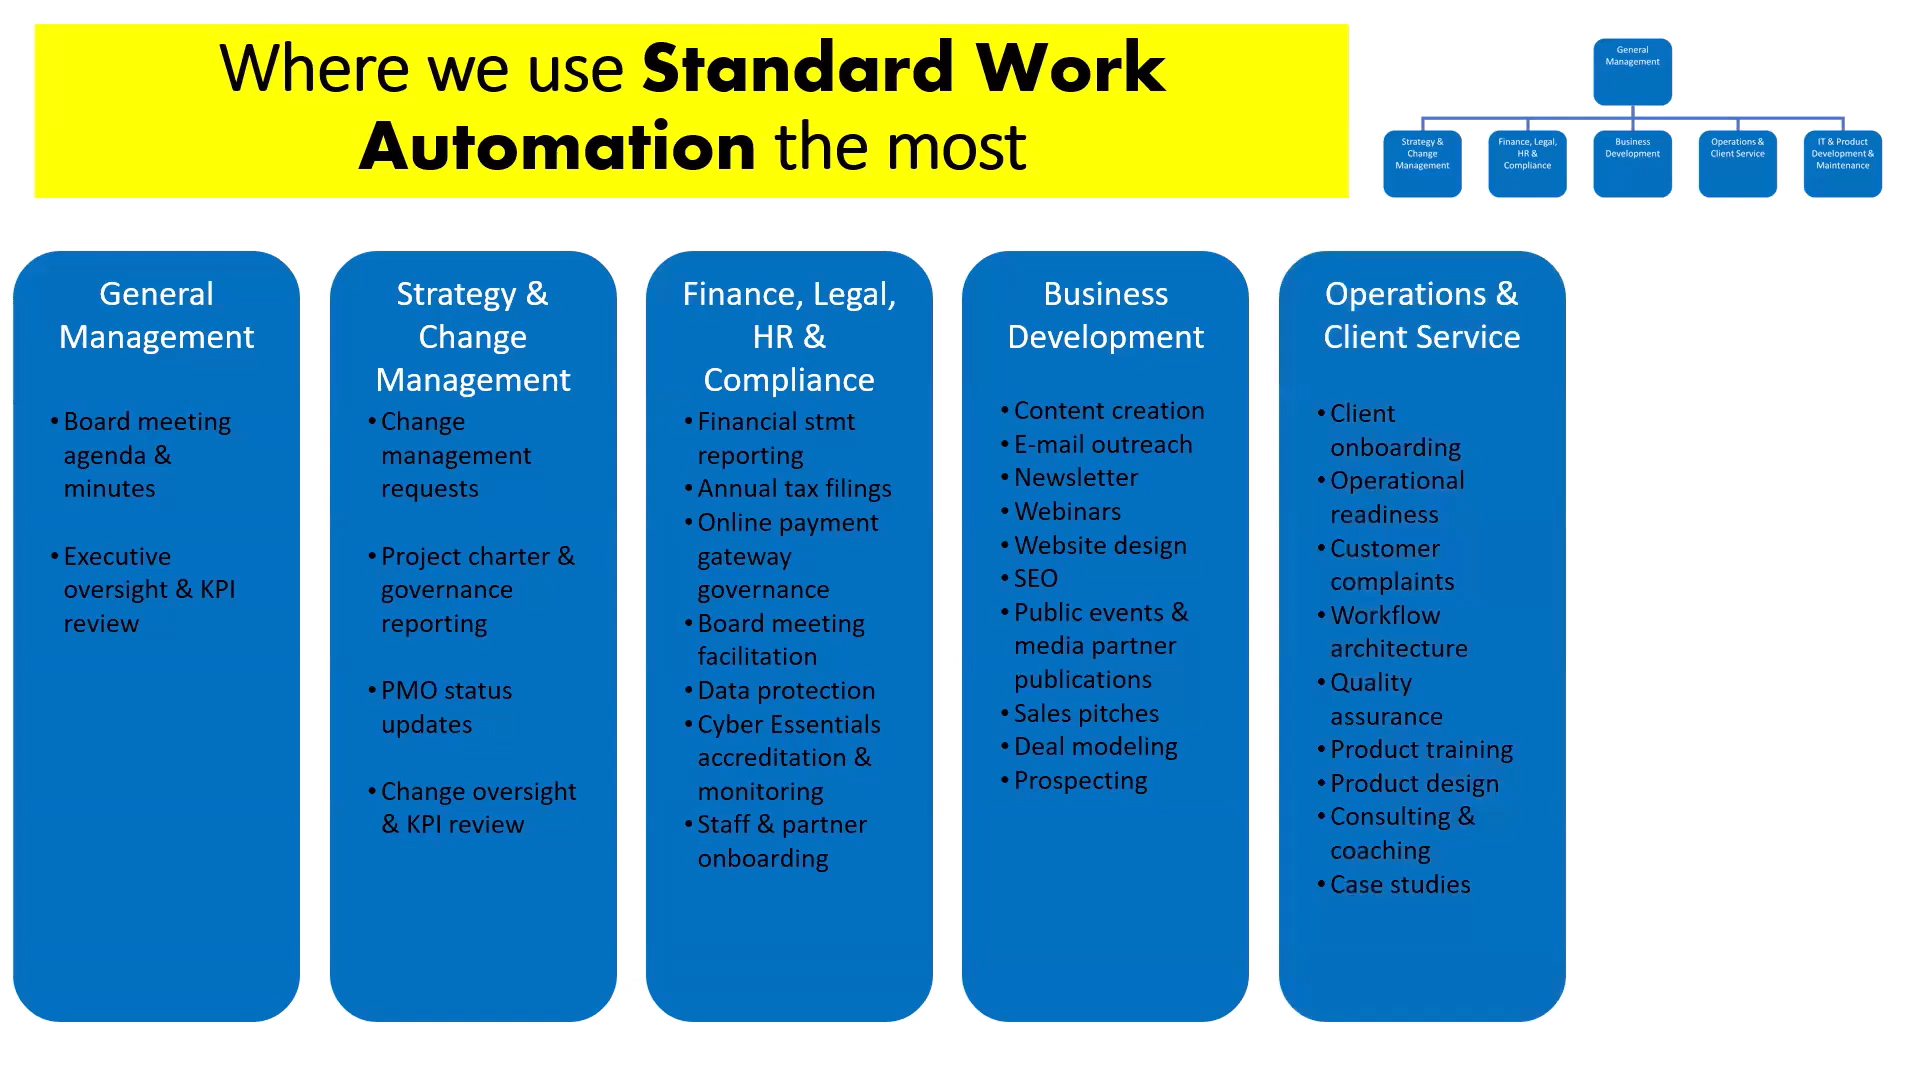 Where we use Standard Work
Automation the most
General
Management
Strategy &
Change
Management
Finance, Legal,
HR &
Compliance
Business
Development
Operations &
Client Service
IT & Product
Development &
Maintenance
General
Management
• Board meeting
agenda &
minutes
• Executive
oversight & KPI
review
Strategy &
Change
Management
• Change
management
requests
• Project charter &
governance
reporting
• PMO status
updates
• Change oversight
& KPI review
Finance, Legal,
HR &
Compliance
• Financial stmt
reporting
• Annual tax filings
• Online payment
gateway
governance
• Board meeting
facilitation
• Data protection
• Cyber Essentials
accreditation &
monitoring
• Staff & partner
onboarding
Business
Development
• Content creation
• E-mail outreach
• Newsletter
• Webinars
• Website design
• SEO
• Public events &
media partner
publications
• Sales pitches
• Deal modeling
• Prospecting
Operations &
Client Service
• Client
onboarding
• Operational
readiness
• Customer
complaints
• Workflow
architecture
• Quality
assurance
• Product training
• Product design
• Consulting &
coaching
• Case studies